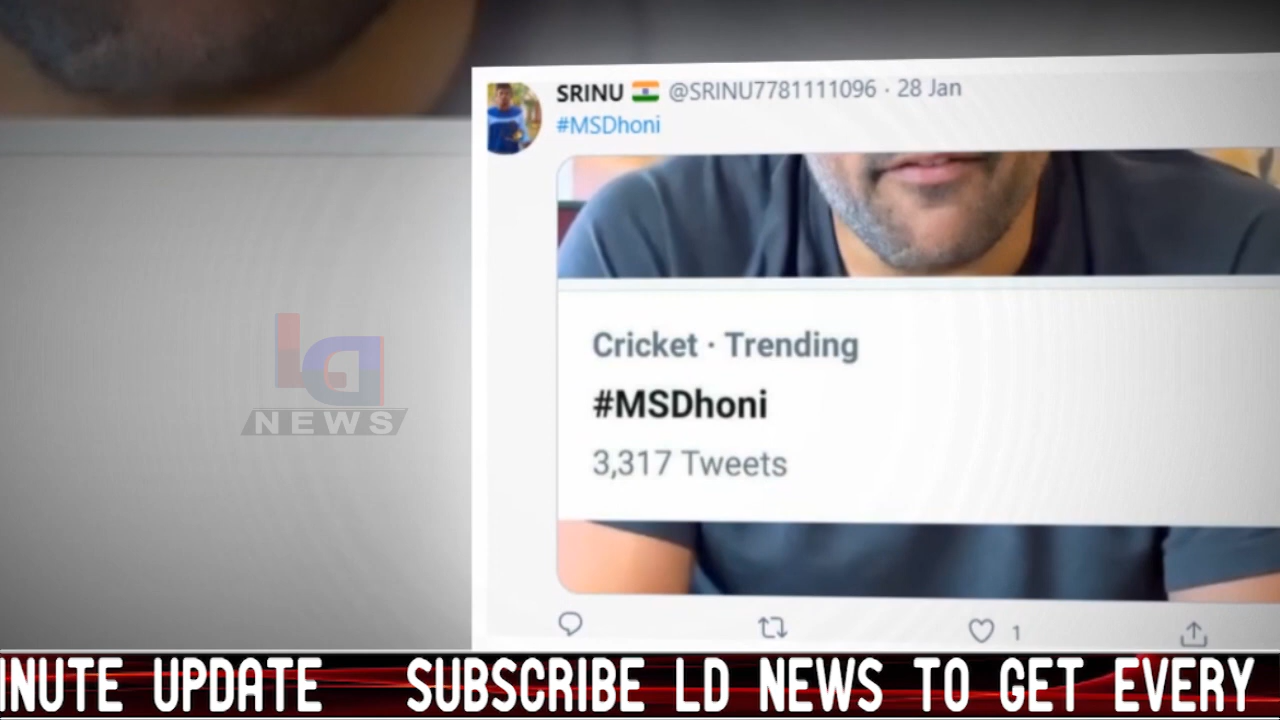 SRINU 🇮🇳 @SRINU7781111096 · 28 Jan
#MSDhoni
Cricket · Trending
#MSDhoni
3,317 Tweets
1
LD
NEWS
INUTE UPDATE SUBSCRIBE LD NEWS TO GET EVERY